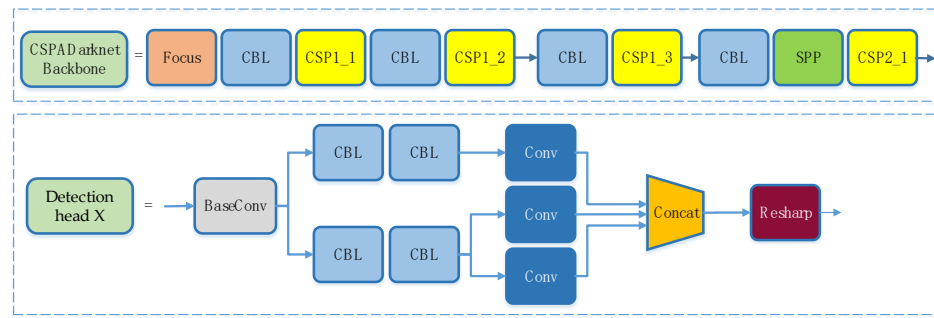 CSPADarknet
Backbone
=
Focus
CBL
CSP1_1
CBL
CSP1_2
CBL
CSP1_3
CBL
SPP
CSP2_1
Detection
head X
=
BaseConv
CBL
CBL
Conv
CBL
CBL
Conv
Conv
Concat
Resharp